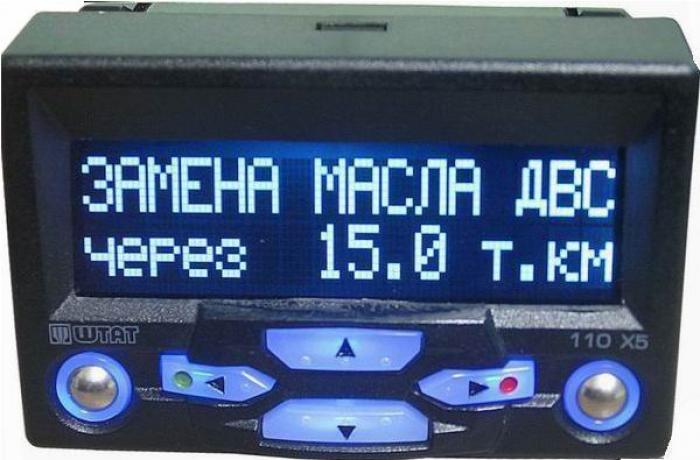 ЗАМЕНА МАСЛА ДВС
через 15.0 т.км
ШТАТ 110 X5